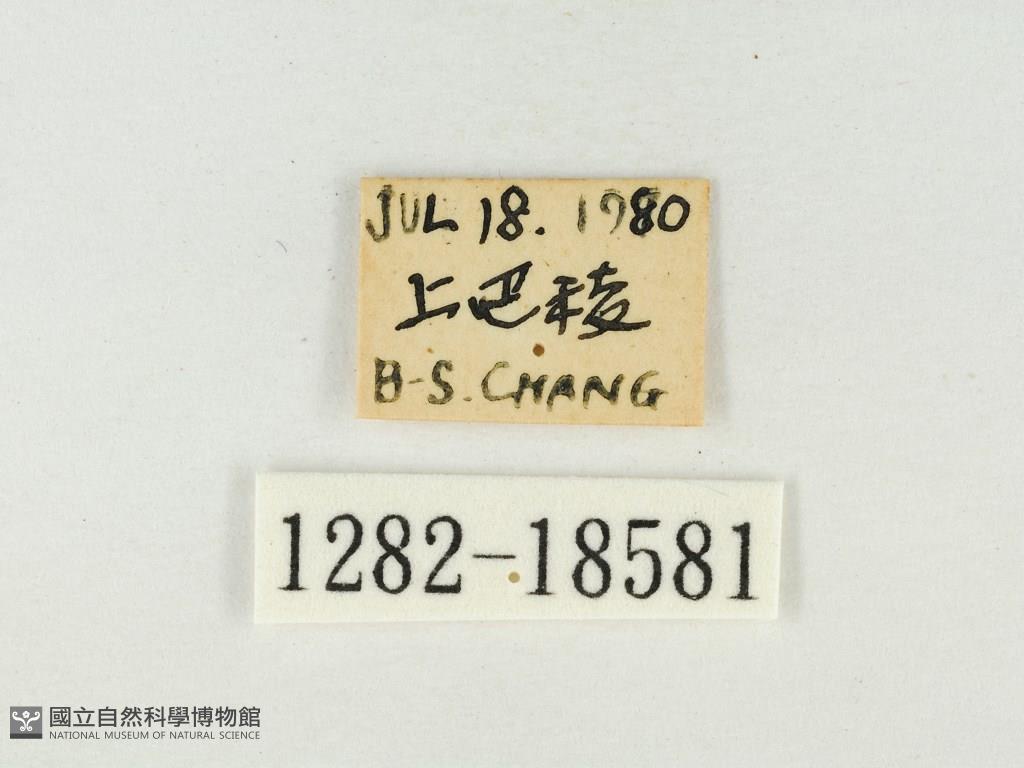 JUL 18. 1980
上巴稜
B-S. CHANG
1282-18581
國立自然科學博物館
NATIONAL MUSEUM OF NATURAL SCIENCE